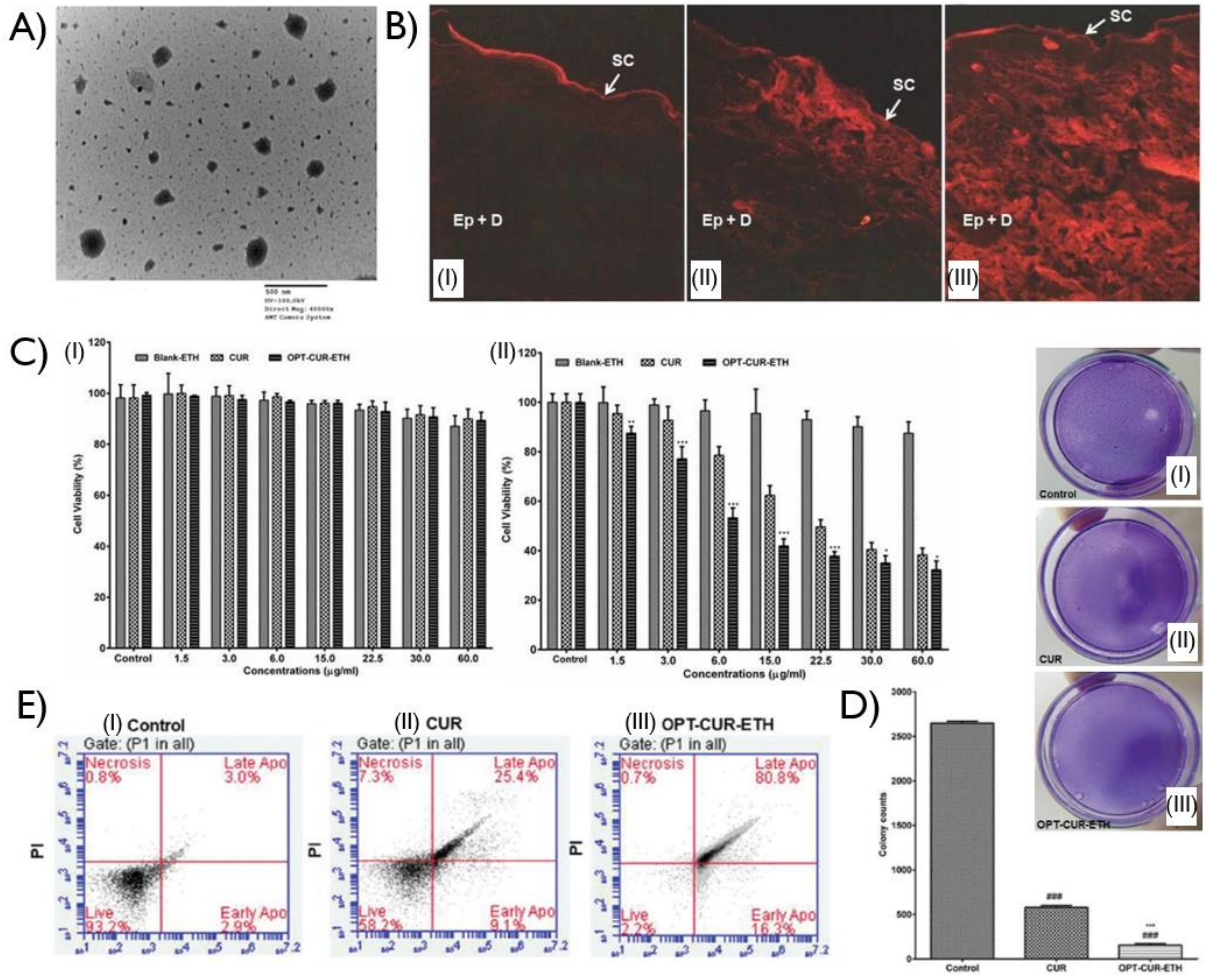 A)
500 nm
HV=100.0kV
Direct Mag: 40000x
AMT Camera System
B)
SC
Ep + D
(I)
SC
Ep + D
(II)
SC
Ep + D
(III)
C)
(I)
Blank-ETH CUR OPT-CUR-ETH
Cell Viability (%)
120
100
80
60
40
20
0
Control 1.5 3.0 6.0 15.0 22.5 30.0 60.0
Concentrations (μg/ml)
(II)
Blank-ETH CUR OPT-CUR-ETH
Cell Viability (%)
120
100
80
60
40
20
0
** *** *** *** *** * *
Control 1.5 3.0 6.0 15.0 22.5 30.0 60.0
Concentrations (μg/ml)
Control
(I)
CUR
(II)
OPT-CUR-ETH
(III)
D)
Colony counts
3000
2500
2000
1500
1000
500
0
###
***
###
Control CUR OPT-CUR-ETH
E)
(I) Control
Gate: (P1 in all)
Necrosis
0.8%
Late Apo
3.0%
Live
93.2%
Early Apo
2.9%
PI
(II) CUR
Gate: (P1 in all)
Necrosis
7.3%
Late Apo
25.4%
Live
58.2%
Early Apo
9.1%
PI
(III) OPT-CUR-ETH
Gate: (P1 in all)
Necrosis
0.7%
Late Apo
80.8%
Live
2.2%
Early Apo
16.3%
PI